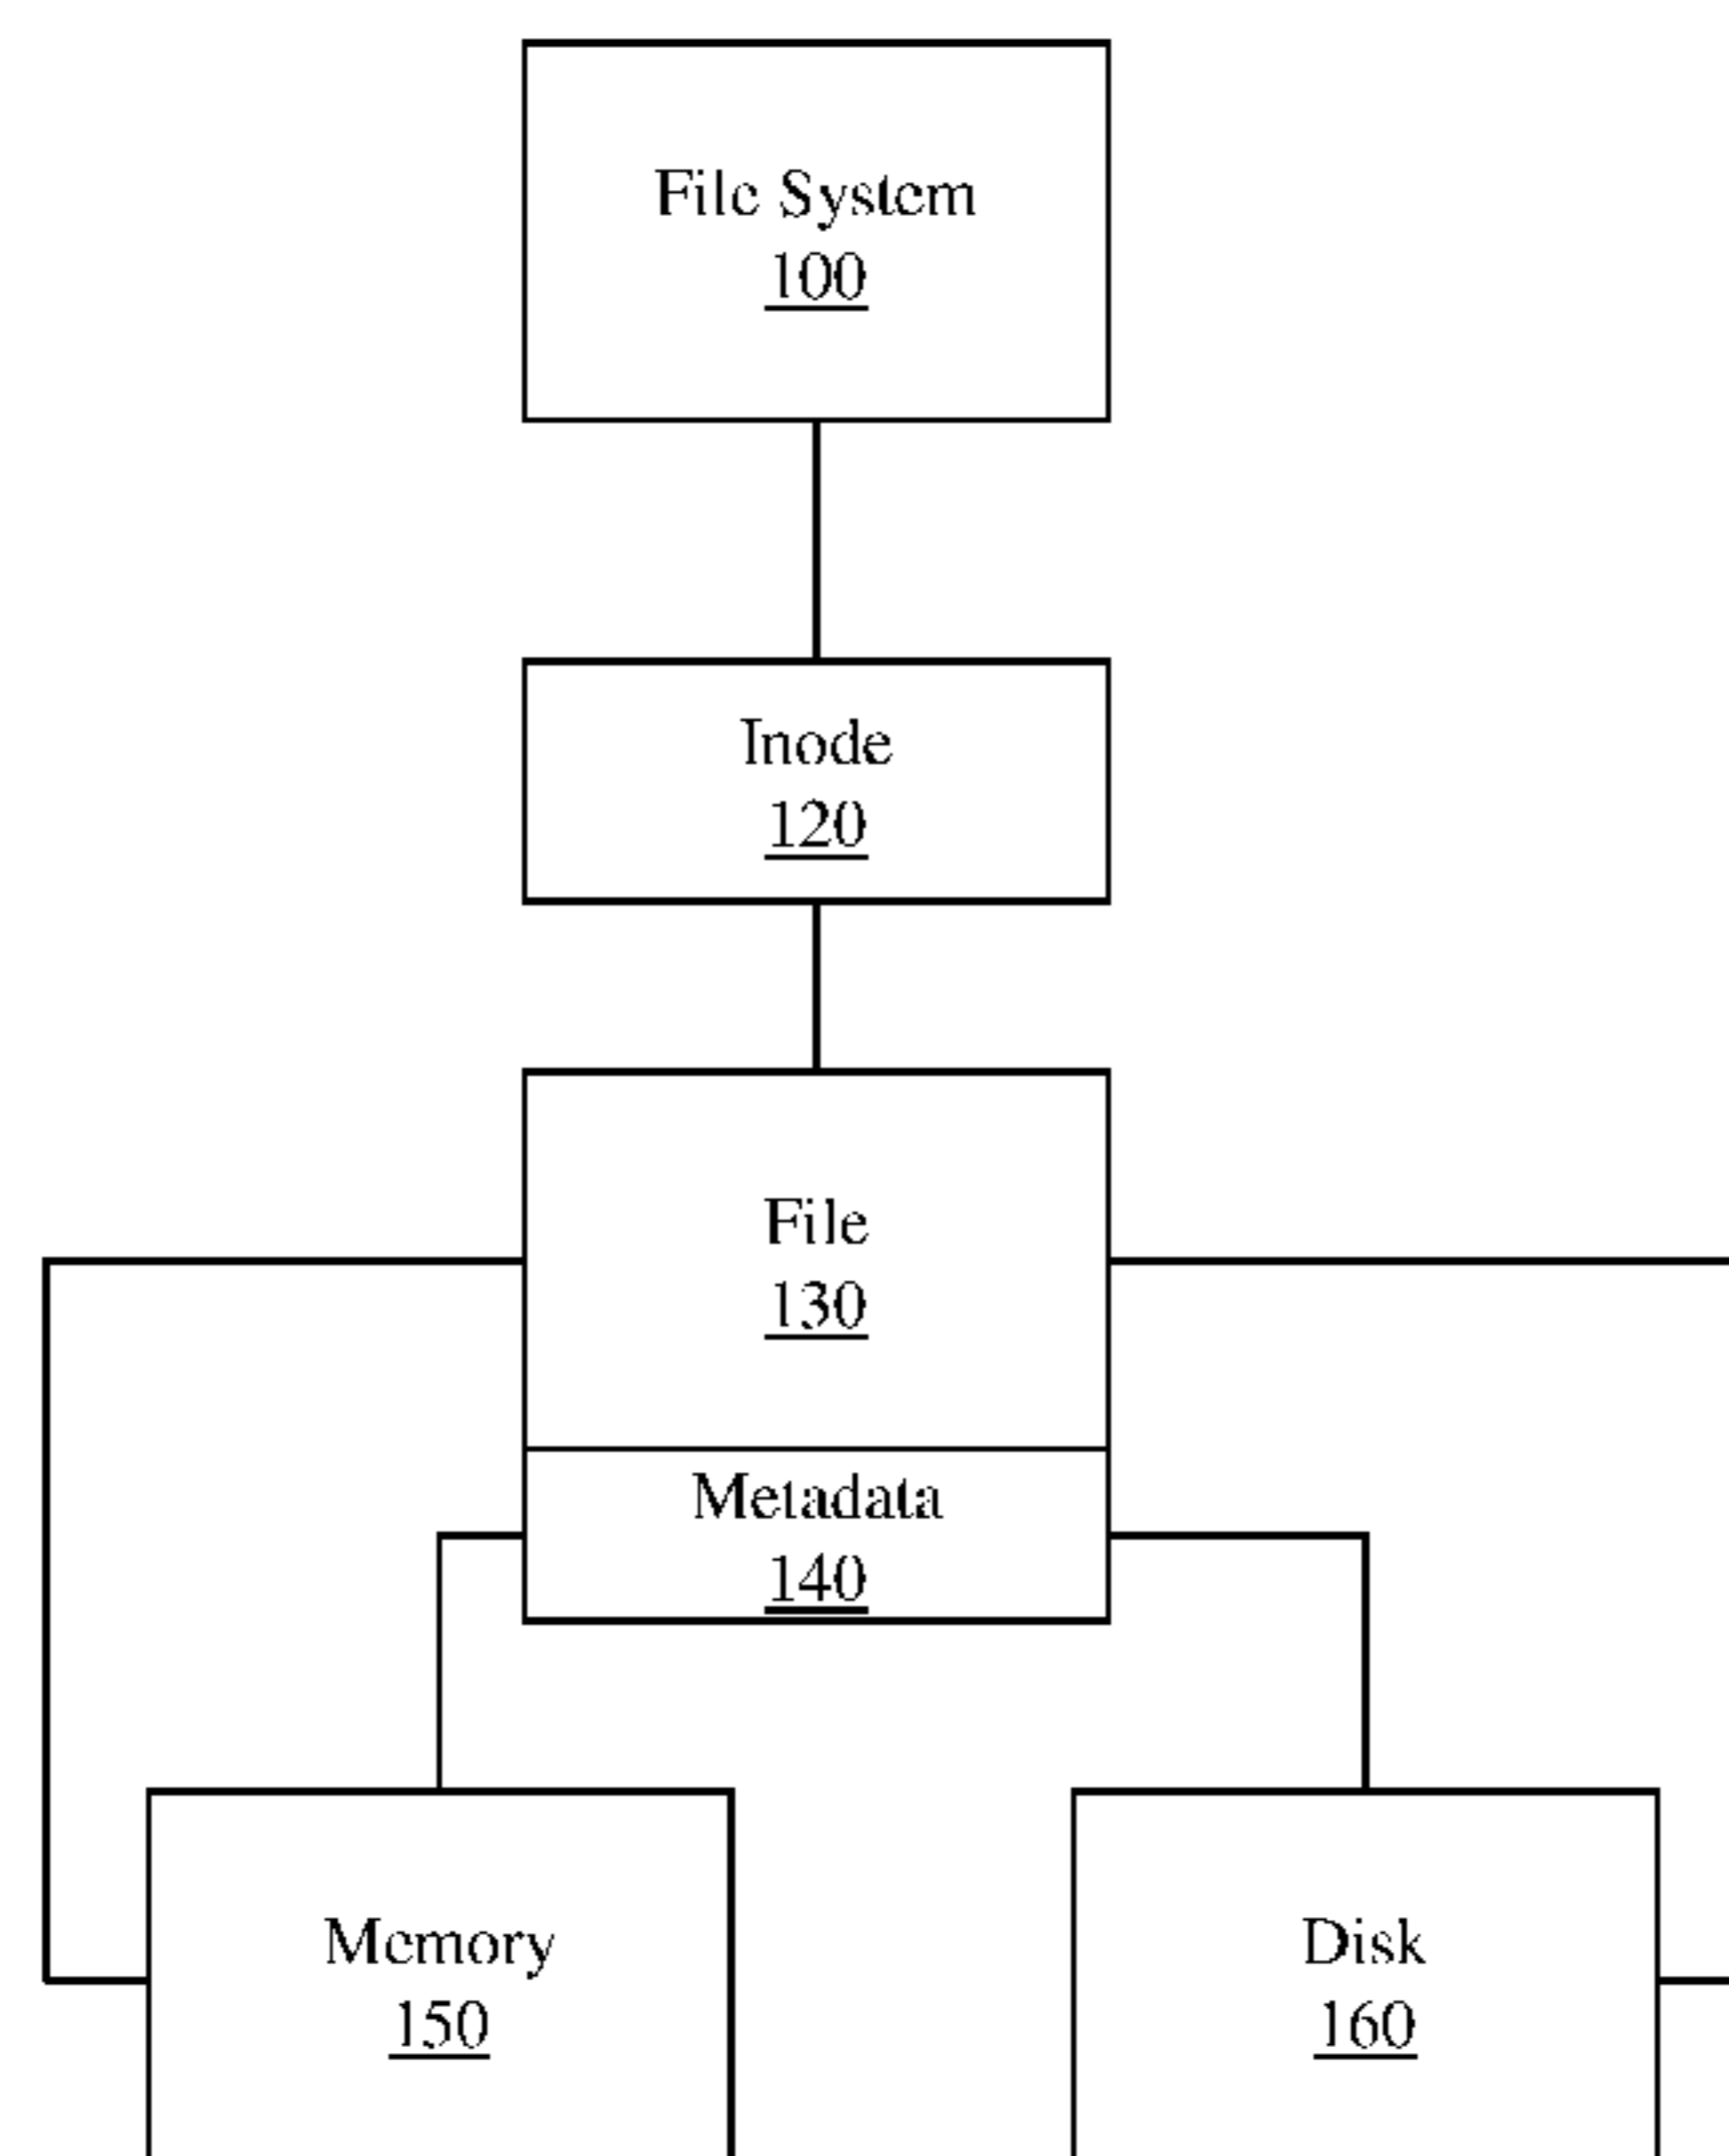 File System
100
Inode
120
File
130
Metadata
140
Memory
150
Disk
160